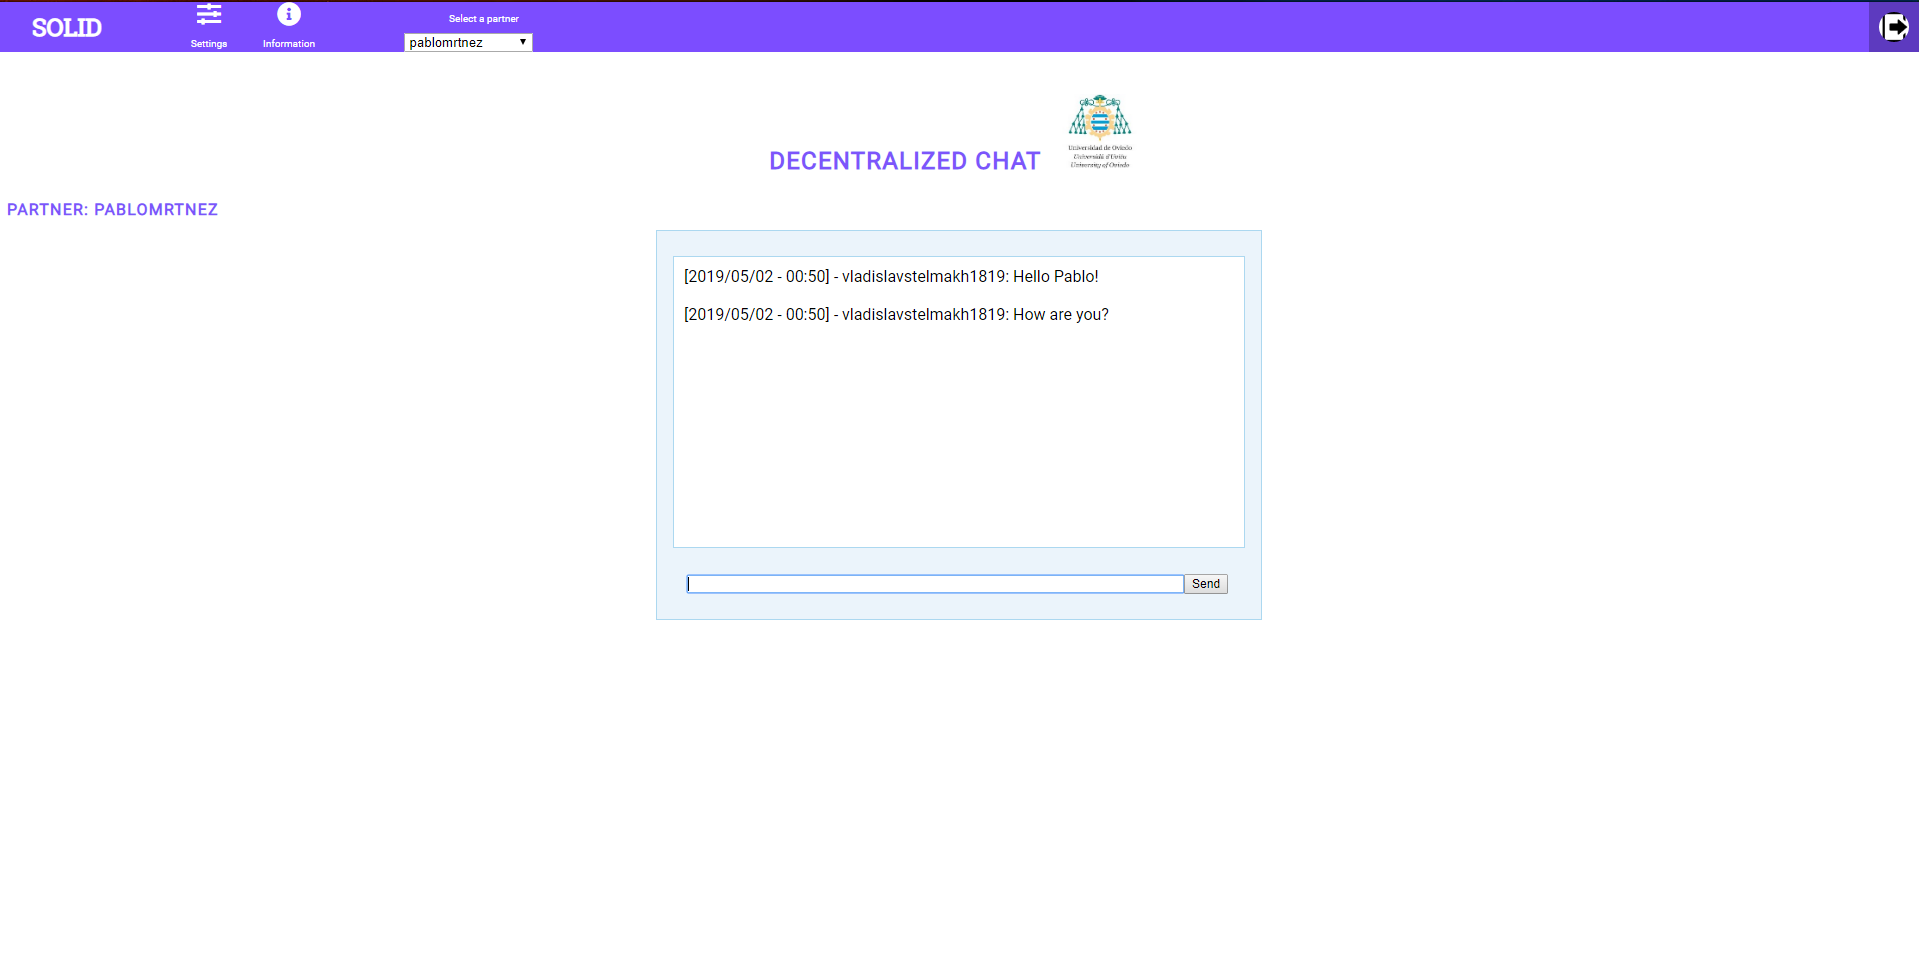 SOLID
Settings
Information
Select a partner
pablomrtnez
DECENTRALIZED CHAT
Universidad de Oviedo
Universidá d'Uviéu
University of Oviedo
PARTNER: PABLOMRTNEZ
[2019/05/02 - 00:50] - vladislavstelmakh1819: Hello Pablo!
[2019/05/02 - 00:50] - vladislavstelmakh1819: How are you?
Send